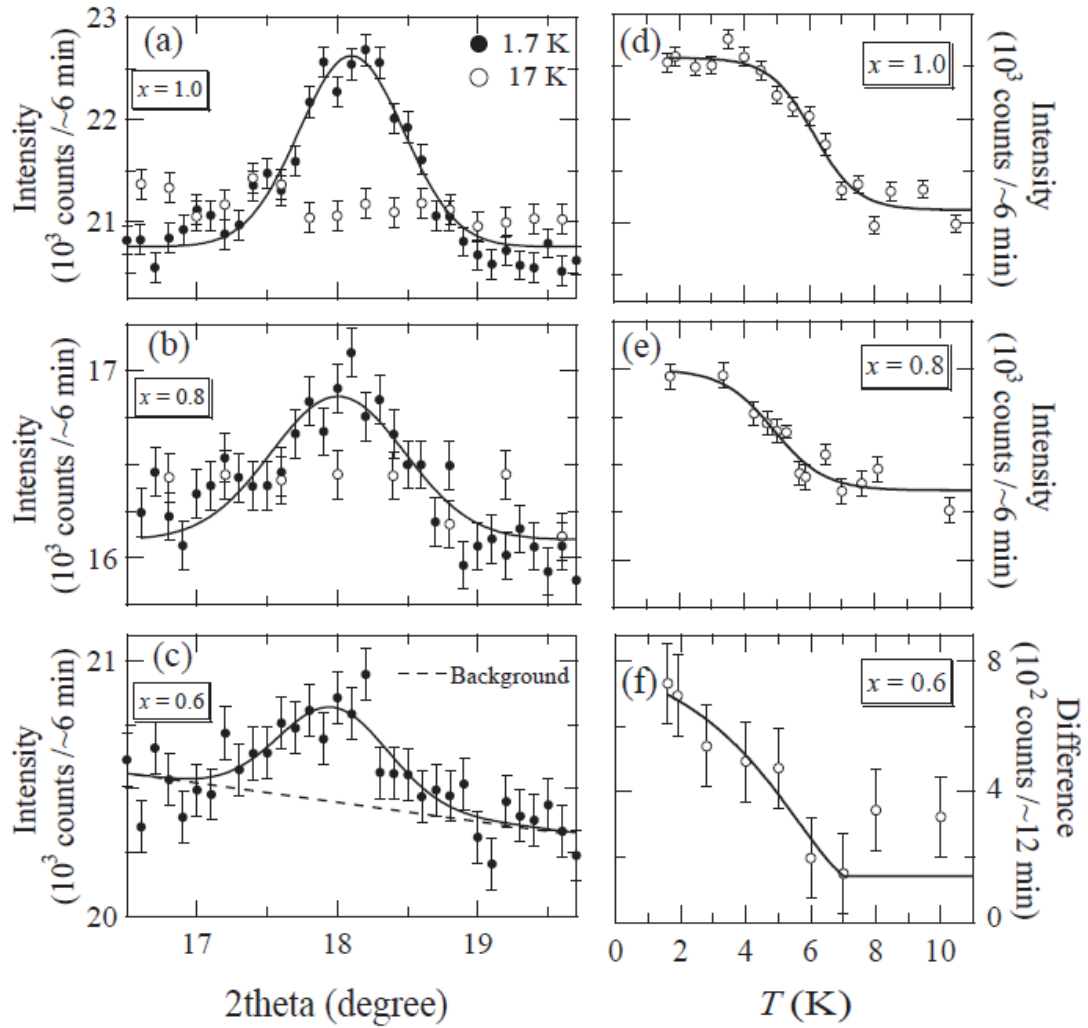 (a)
x = 1.0
1.7 K
17 K
23
22
21
Intensity
(10³ counts /~6 min)
(d)
x = 1.0
Intensity
(10³ counts /~6 min)
(b)
x = 0.8
17
16
Intensity
(10³ counts /~6 min)
(e)
x = 0.8
Intensity
(10³ counts /~6 min)
(c)
x = 0.6
Background
21
20
Intensity
(10³ counts /~6 min)
17 18 19
2theta (degree)
(f)
x = 0.6
8
4
0
Difference
(10² counts /~12 min)
0 2 4 6 8 10
T (K)